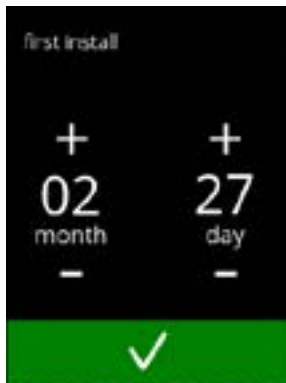 first install
+ +
02 27
month day
- -